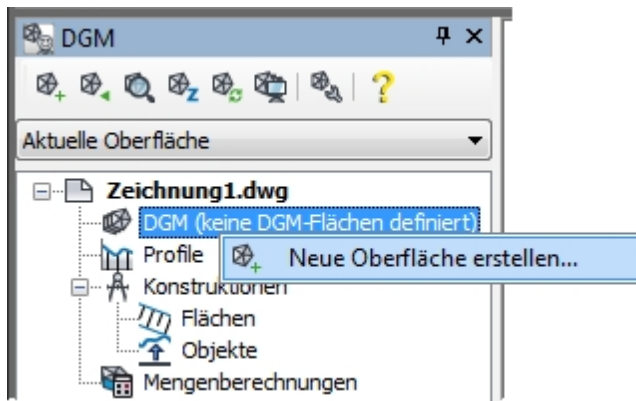 DGM
Aktuelle Oberfläche
Zeichnung1.dwg
DGM (keine DGM-Flächen definiert)
Profile
Neue Oberfläche erstellen...
Konstruktionen
Flächen
Objekte
Mengenberechnungen